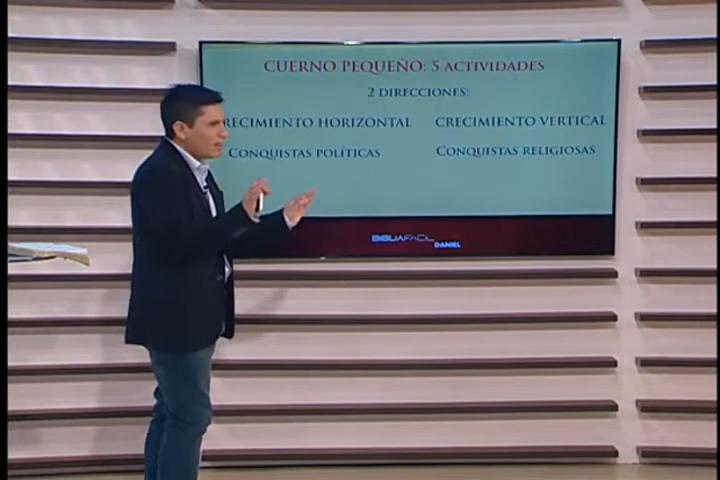 CUERNO PEQUEÑO: 5 ACTIVIDADES
2 DIRECCIONES:
RECIMIENTO HORIZONTAL CRECIMIENTO VERTICAL
CONQUISTAS POLÍTICAS CONQUISTAS RELIGIOSAS
BIBLIAFACIL
DANIEL